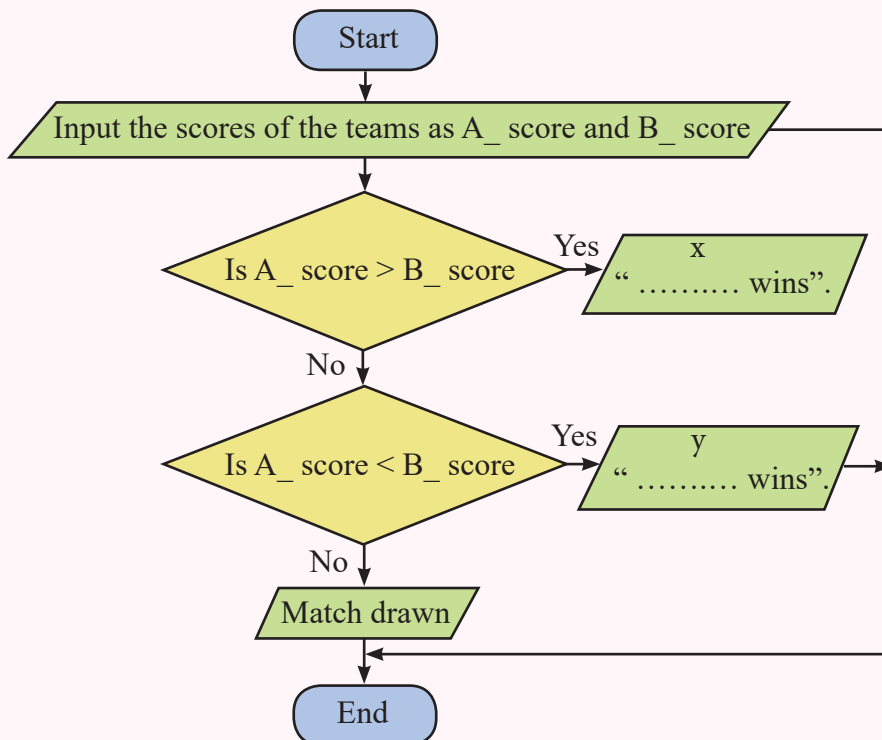 Start
Input the scores of the teams as A_ score and B_ score
Is A_ score > B_ score
Yes
x
“ …….… wins”.
No
Is A_ score < B_ score
Yes
y
“ …….… wins”.
No
Match drawn
End